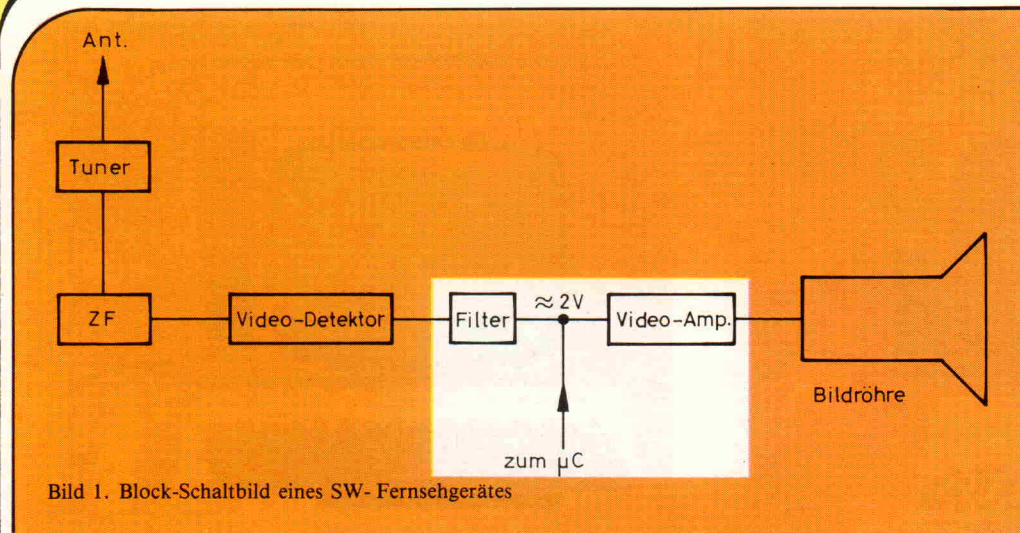 Ant.
Tuner
ZF
Video-Detektor
Filter
≈ 2V
Video-Amp.
Bildröhre
zum µC
Bild 1. Block-Schaltbild eines SW- Fernsehgerätes